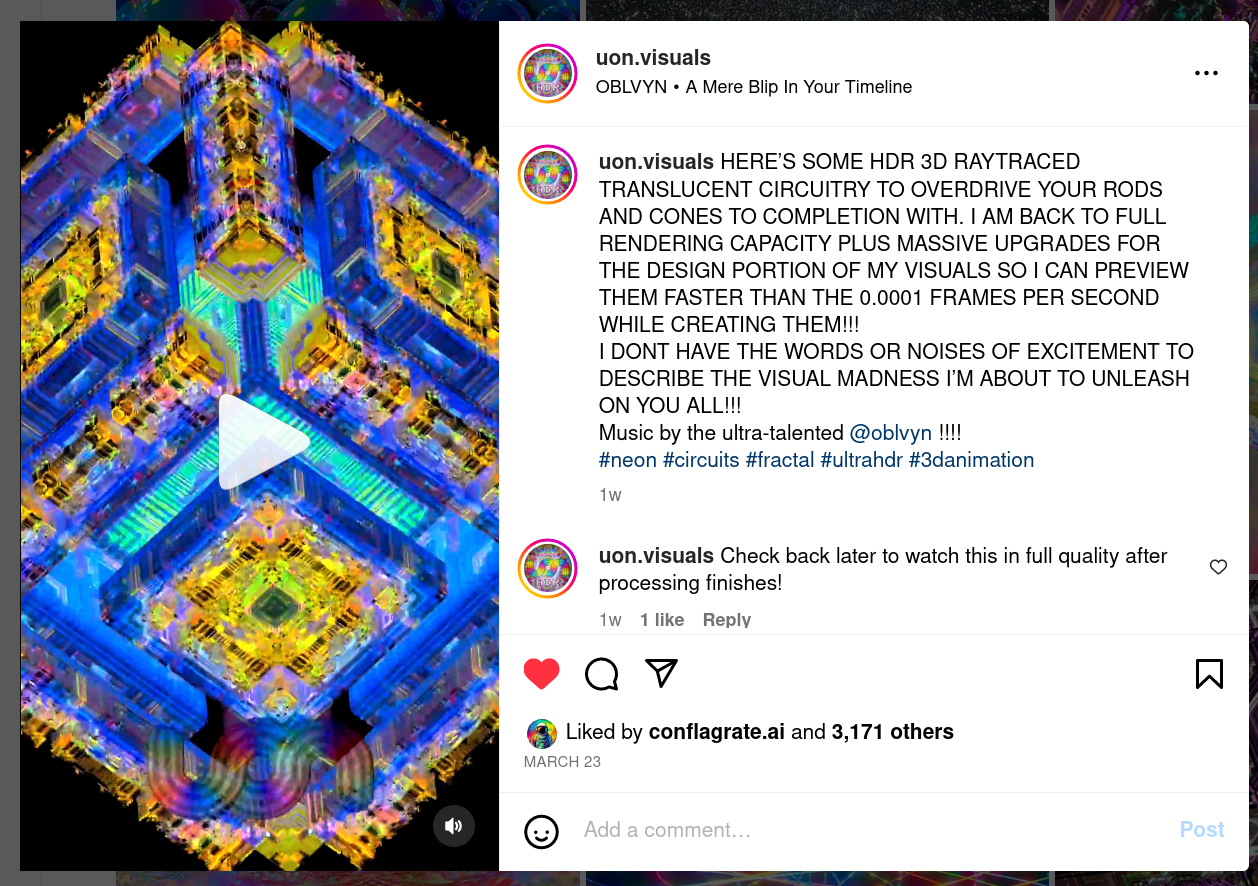 uon.visuals
OBLVYN • A Mere Blip In Your Timeline
uon.visuals HERE’S SOME HDR 3D RAYTRACED
TRANSLUCENT CIRCUITRY TO OVERDRIVE YOUR RODS
AND CONES TO COMPLETION WITH. I AM BACK TO FULL
RENDERING CAPACITY PLUS MASSIVE UPGRADES FOR
THE DESIGN PORTION OF MY VISUALS SO I CAN PREVIEW
THEM FASTER THAN THE 0.0001 FRAMES PER SECOND
WHILE CREATING THEM!!!
I DONT HAVE THE WORDS OR NOISES OF EXCITEMENT TO
DESCRIBE THE VISUAL MADNESS I’M ABOUT TO UNLEASH
ON YOU ALL!!!
Music by the ultra-talented @oblvyn !!!!
#neon #circuits #fractal #ultrahdr #3danimation
1w
uon.visuals Check back later to watch this in full quality after
processing finishes!
1w 1 like Reply
Liked by conflagrate.ai and 3,171 others
MARCH 23
Add a comment…
Post